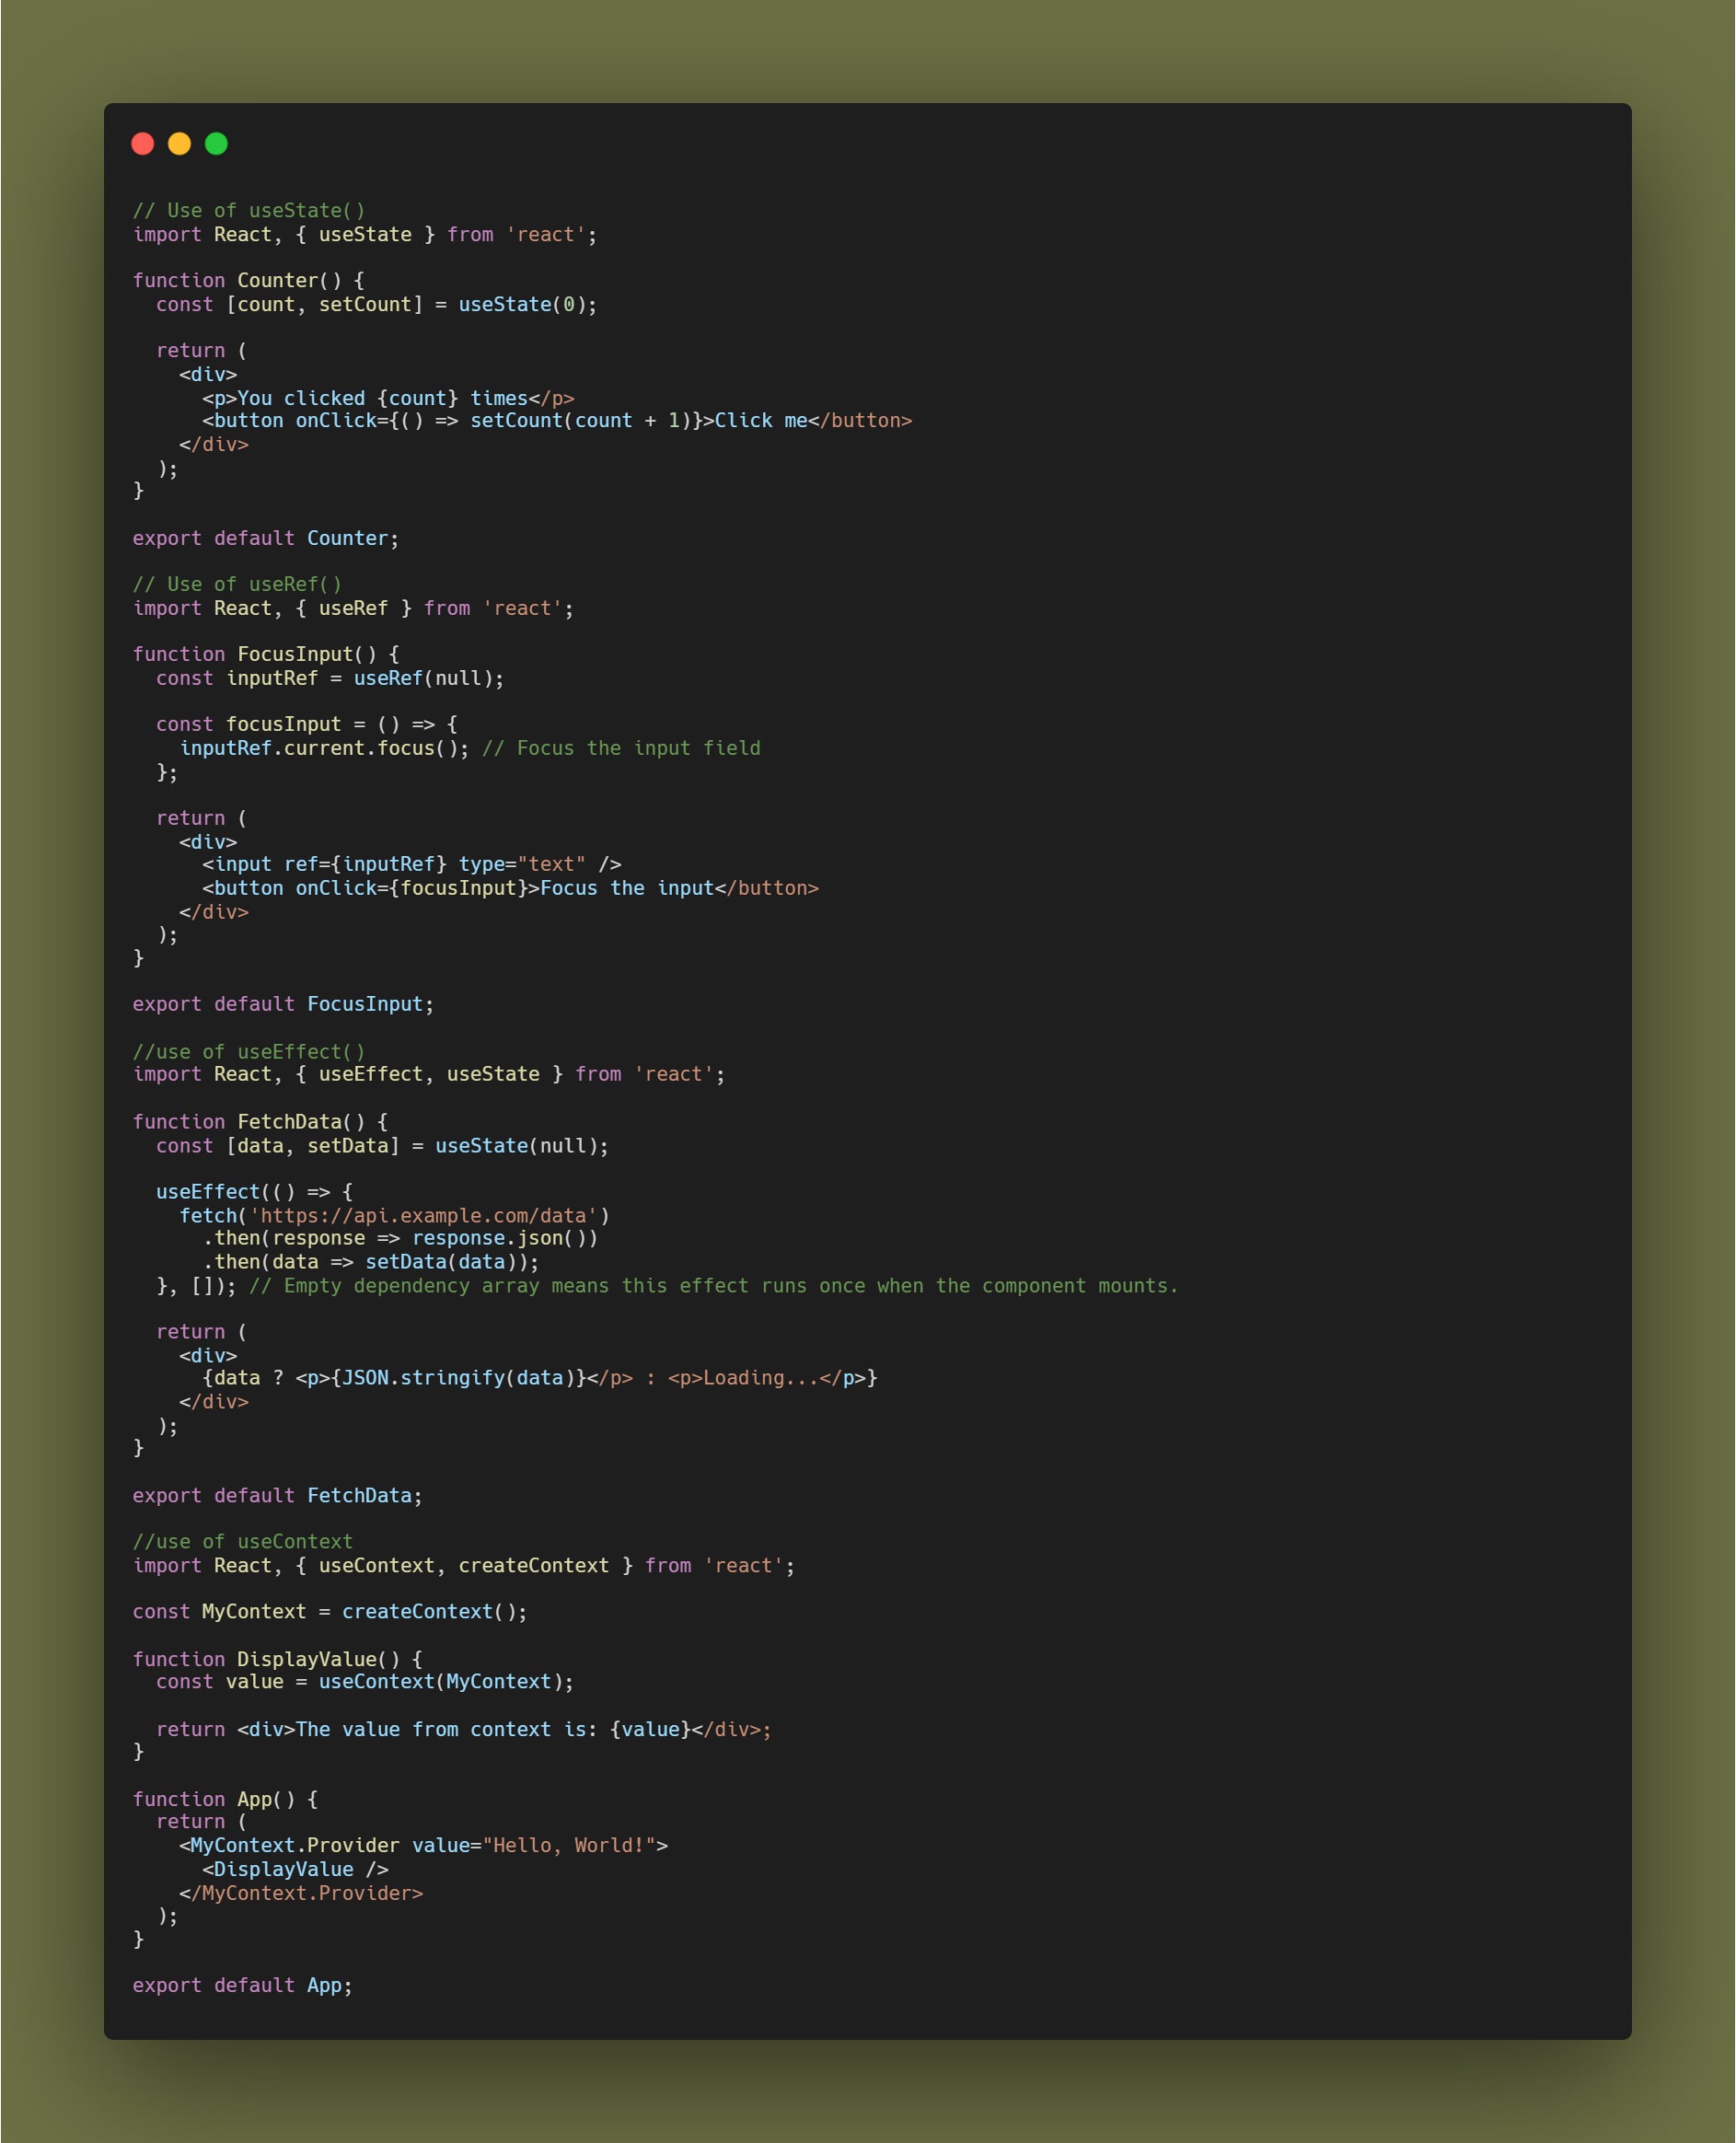 // Use of useState()
import React, { useState } from 'react';

function Counter() {
  const [count, setCount] = useState(0);

  return (
    <div>
      <p>You clicked {count} times</p>
      <button onClick={() => setCount(count + 1)}>Click me</button>
    </div>
  );
}

export default Counter;

// Use of useRef()
import React, { useRef } from 'react';

function FocusInput() {
  const inputRef = useRef(null);

  const focusInput = () => {
    inputRef.current.focus(); // Focus the input field
  };

  return (
    <div>
      <input ref={inputRef} type="text" />
      <button onClick={focusInput}>Focus the input</button>
    </div>
  );
}

export default FocusInput;

//use of useEffect()
import React, { useEffect, useState } from 'react';

function FetchData() {
  const [data, setData] = useState(null);

  useEffect(() => {
    fetch('https://api.example.com/data')
      .then(response => response.json())
      .then(data => setData(data));
  }, []); // Empty dependency array means this effect runs once when the component mounts.

  return (
    <div>
      {data ? <p>{JSON.stringify(data)}</p> : <p>Loading...</p>}
    </div>
  );
}

export default FetchData;

//use of useContext
import React, { useContext, createContext } from 'react';

const MyContext = createContext();

function DisplayValue() {
  const value = useContext(MyContext);

  return <div>The value from context is: {value}</div>;
}

function App() {
  return (
    <MyContext.Provider value="Hello, World!">
      <DisplayValue />
    </MyContext.Provider>
  );
}

export default App;